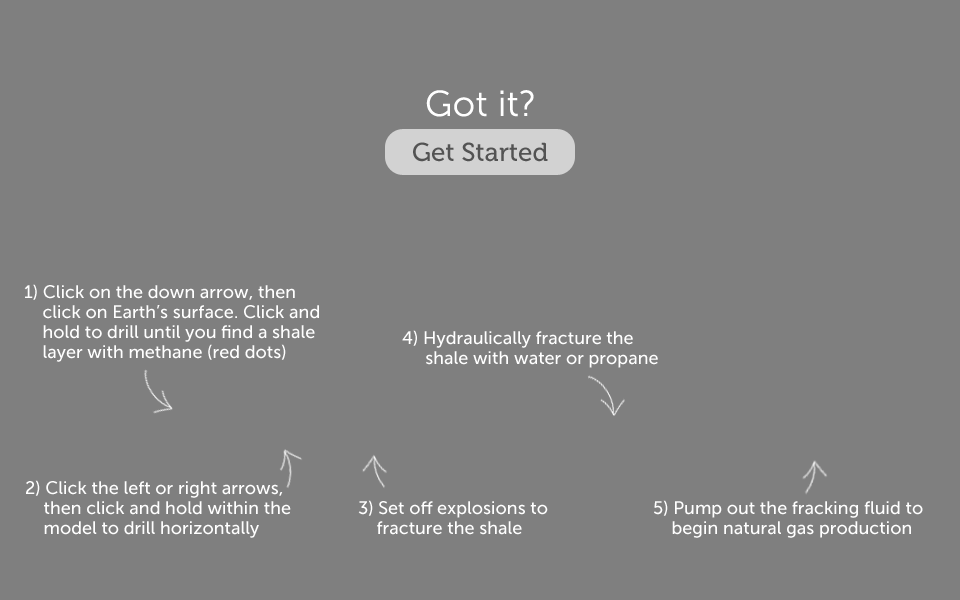 Got it?
Get Started
1) Click on the down arrow, then
click on Earth’s surface. Click and
hold to drill until you find a shale
layer with methane (red dots)
4) Hydraulically fracture the
shale with water or propane
2) Click the left or right arrows,
then click and hold within the
model to drill horizontally
3) Set off explosions to
fracture the shale
5) Pump out the fracking fluid to
begin natural gas production